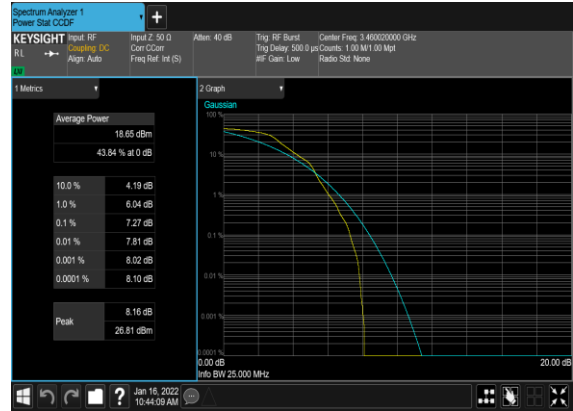 Spectrum Analyzer 1
Power Stat CCDF
+
KEYSIGHT Input: RF Input Z: 50 Ω Atten: 40 dB Trig: RF Burst Center Freq: 3.460020000 GHz
RL Coupling: DC Corr CCorr Trig Delay: 500.0 µs Counts: 1.00 M/1.00 Mpt
Align: Auto Freq Ref: Int (S) #IF Gain: Low Radio Std: None
1 Metrics
2 Graph
Average Power
18.65 dBm
43.84 % at 0 dB
10.0 % 4.19 dB
1.0 % 6.04 dB
0.1 % 7.27 dB
0.01 % 7.81 dB
0.001 % 8.02 dB
0.0001 % 8.10 dB
Peak 8.16 dB
26.81 dBm
Gaussian
100 %
10 %
1 %
0.1 %
0.01 %
0.001 %
0.0001 %
0.00 dB 20.00 dB
Info BW 25.000 MHz
? Jan 16, 2022
10:44:09 AM